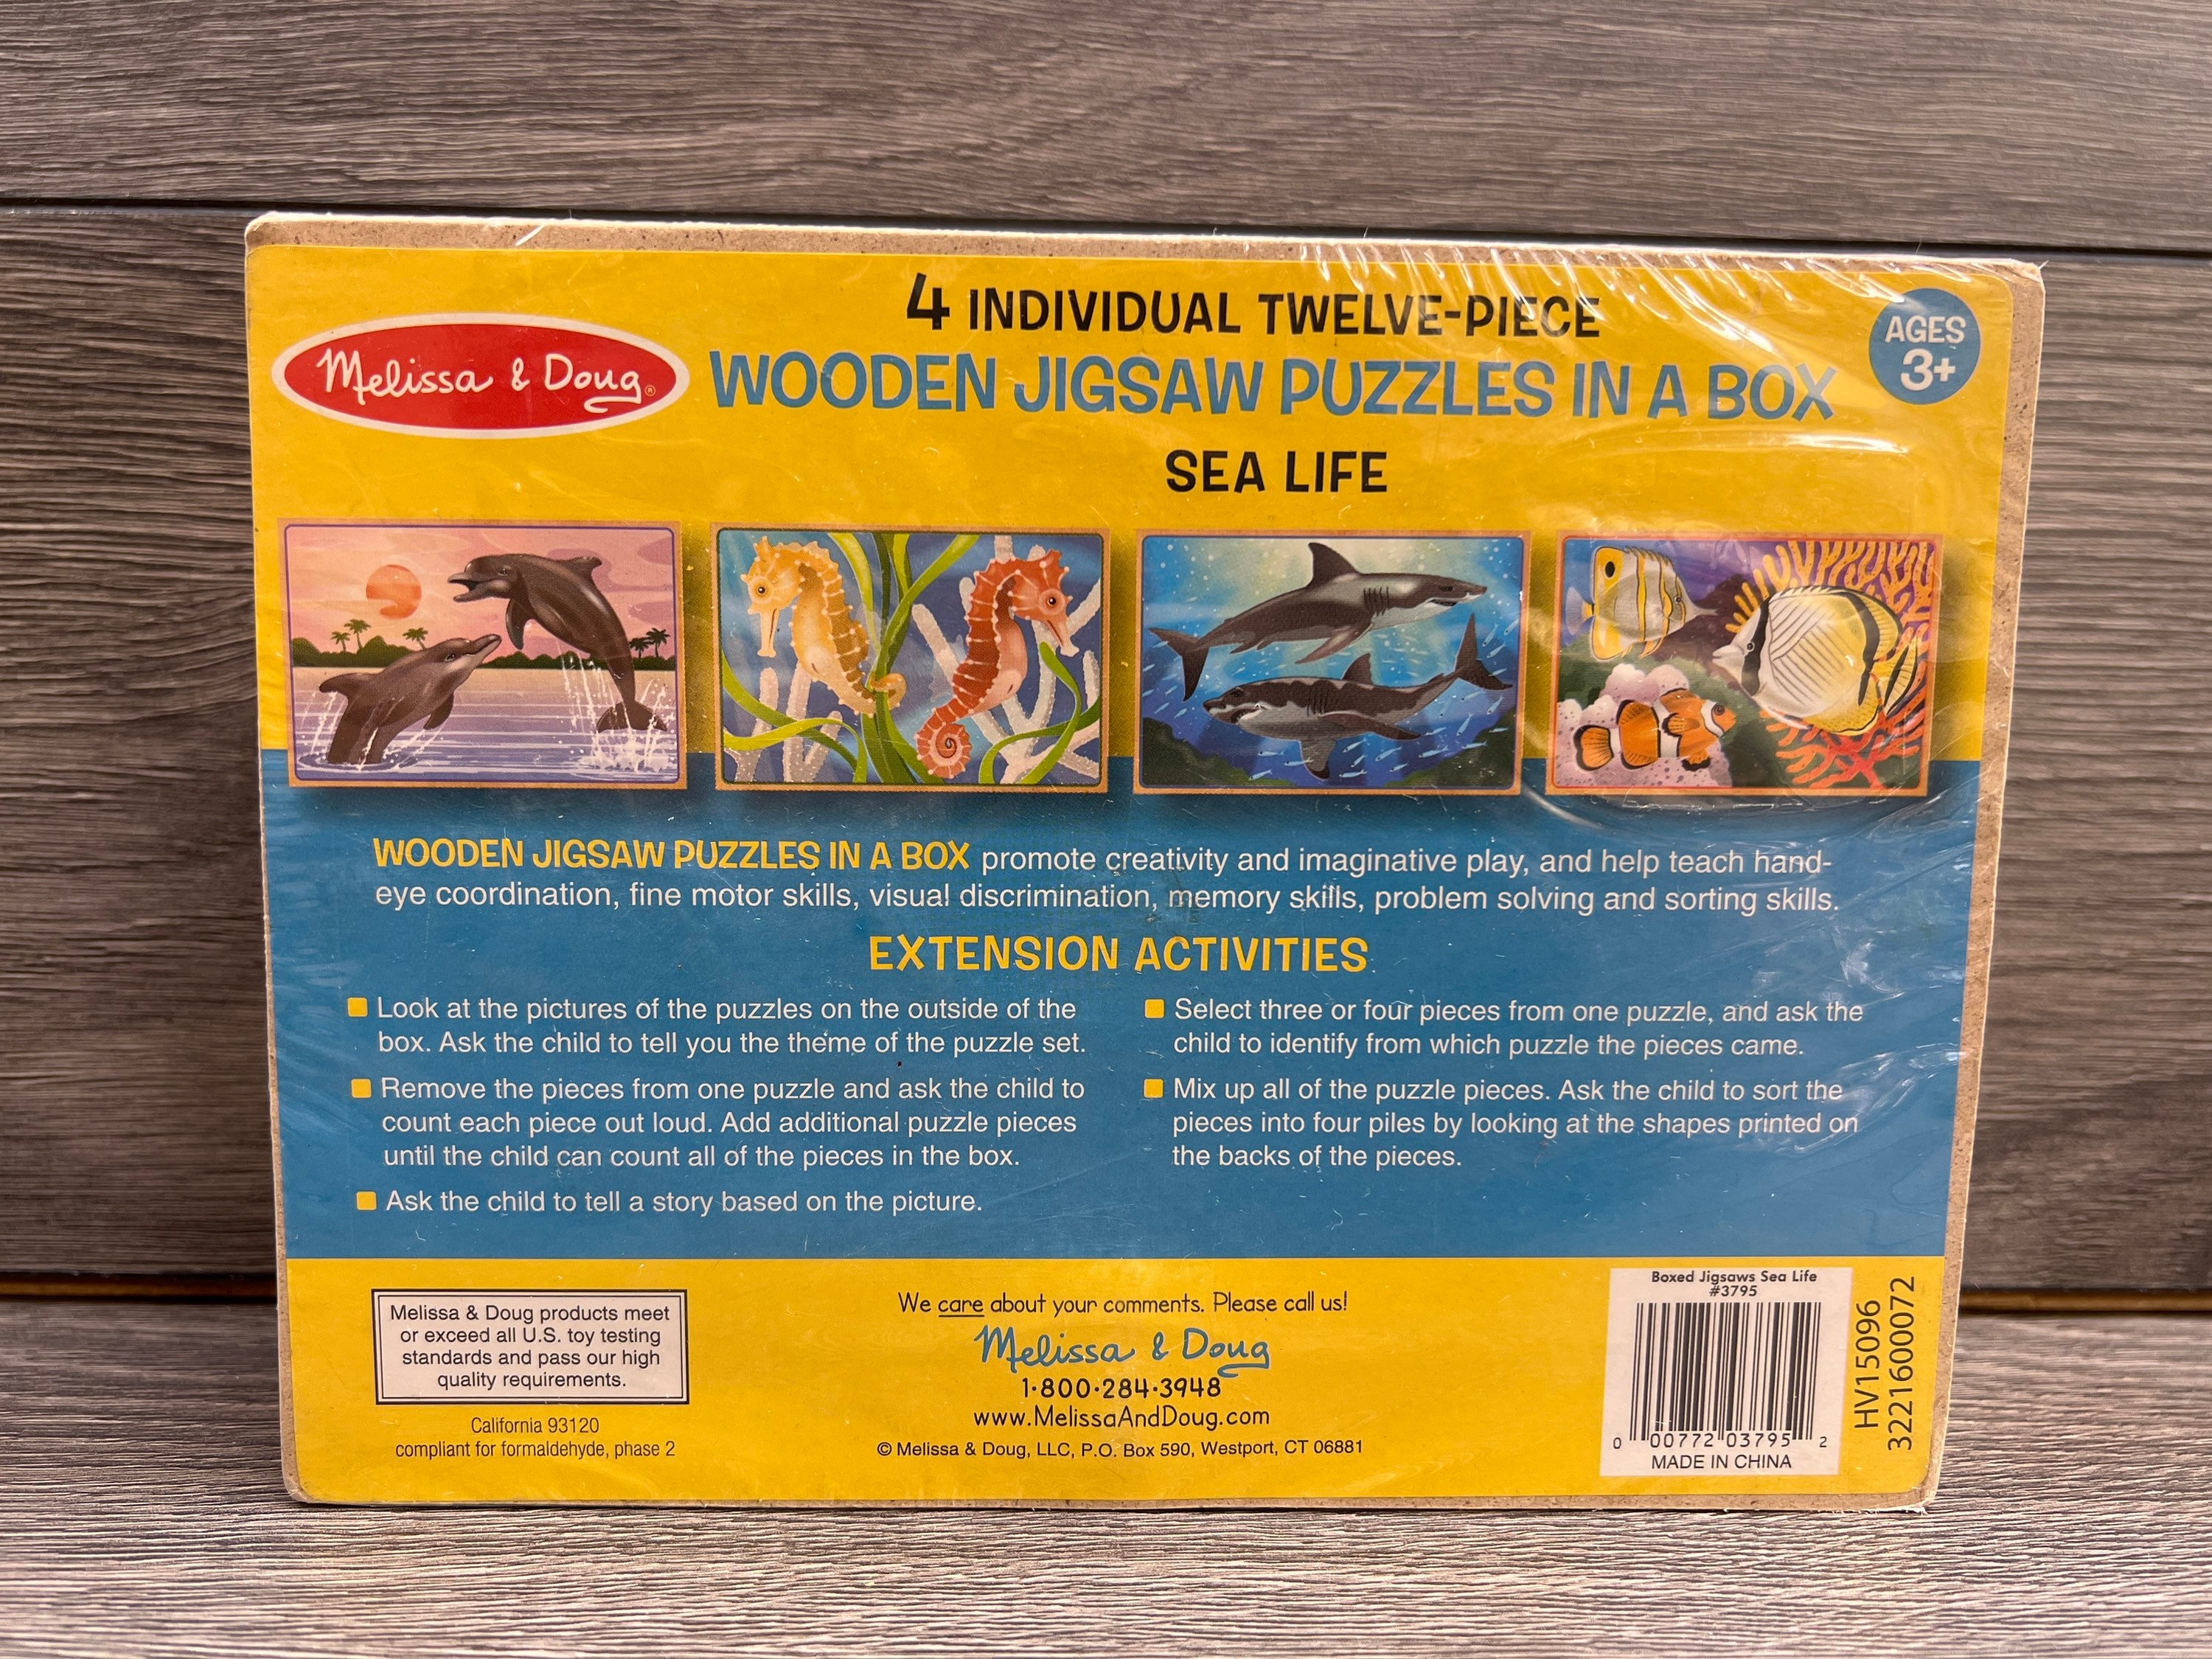 4 INDIVIDUAL TWELVE-PIECE
Melissa & Doug®
WOODEN JIGSAW PUZZLES IN A BOX
AGES
3+
SEA LIFE
WOODEN JIGSAW PUZZLES IN A BOX promote creativity and imaginative play, and help teach hand-
eye coordination, fine motor skills, visual discrimination, memory skills, problem solving and sorting skills.
EXTENSION ACTIVITIES
Look at the pictures of the puzzles on the outside of the
box. Ask the child to tell you the theme of the puzzle set.
Remove the pieces from one puzzle and ask the child to
count each piece out loud. Add additional puzzle pieces
until the child can count all of the pieces in the box.
Ask the child to tell a story based on the picture.
Select three or four pieces from one puzzle, and ask the
child to identify from which puzzle the pieces came.
Mix up all of the puzzle pieces. Ask the child to sort the
pieces into four piles by looking at the shapes printed on
the backs of the pieces.
Melissa & Doug products meet
or exceed all U.S. toy testing
standards and pass our high
quality requirements.
California 93120
compliant for formaldehyde, phase 2
We care about your comments. Please call us!
Melissa & Doug
1·800·284·3948
www.MelissaAndDoug.com
© Melissa & Doug, LLC, P.O. Box 590, Westport, CT 06881
Boxed Jigsaws Sea Life
#3795
0 00772 03795 2
MADE IN CHINA
HV15096
3221600072